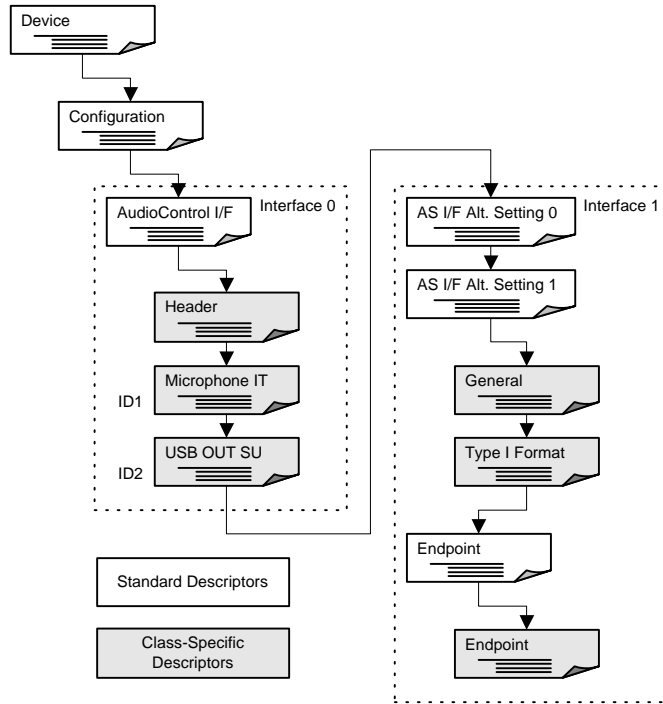 Device
Configuration
AudioControl I/F
Interface 0
Header
Microphone IT
ID1
USB OUT SU
ID2
AS I/F Alt. Setting 0
Interface 1
AS I/F Alt. Setting 1
General
Type I Format
Endpoint
Endpoint
Standard Descriptors
Class-Specific
Descriptors